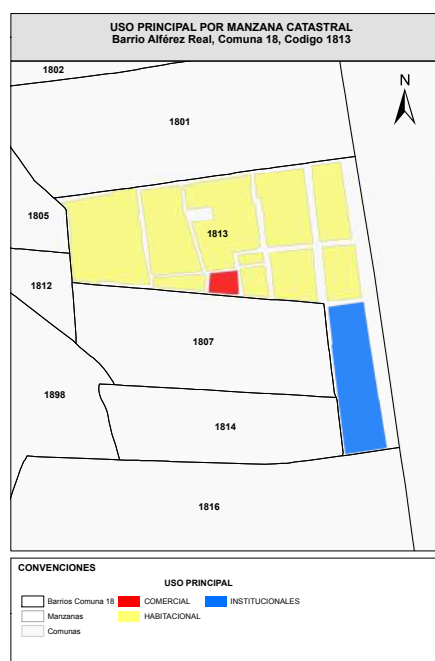 USO PRINCIPAL POR MANZANA CATASTRAL
Barrio Alférez Real, Comuna 18, Codigo 1813
1802
N
1801
1805
1813
1812
1807
1898
1814
1816
CONVENCIONES
USO PRINCIPAL
Barrios Comuna 18 COMERCIAL INSTITUCIONALES
Manzanas HABITACIONAL
Comunas